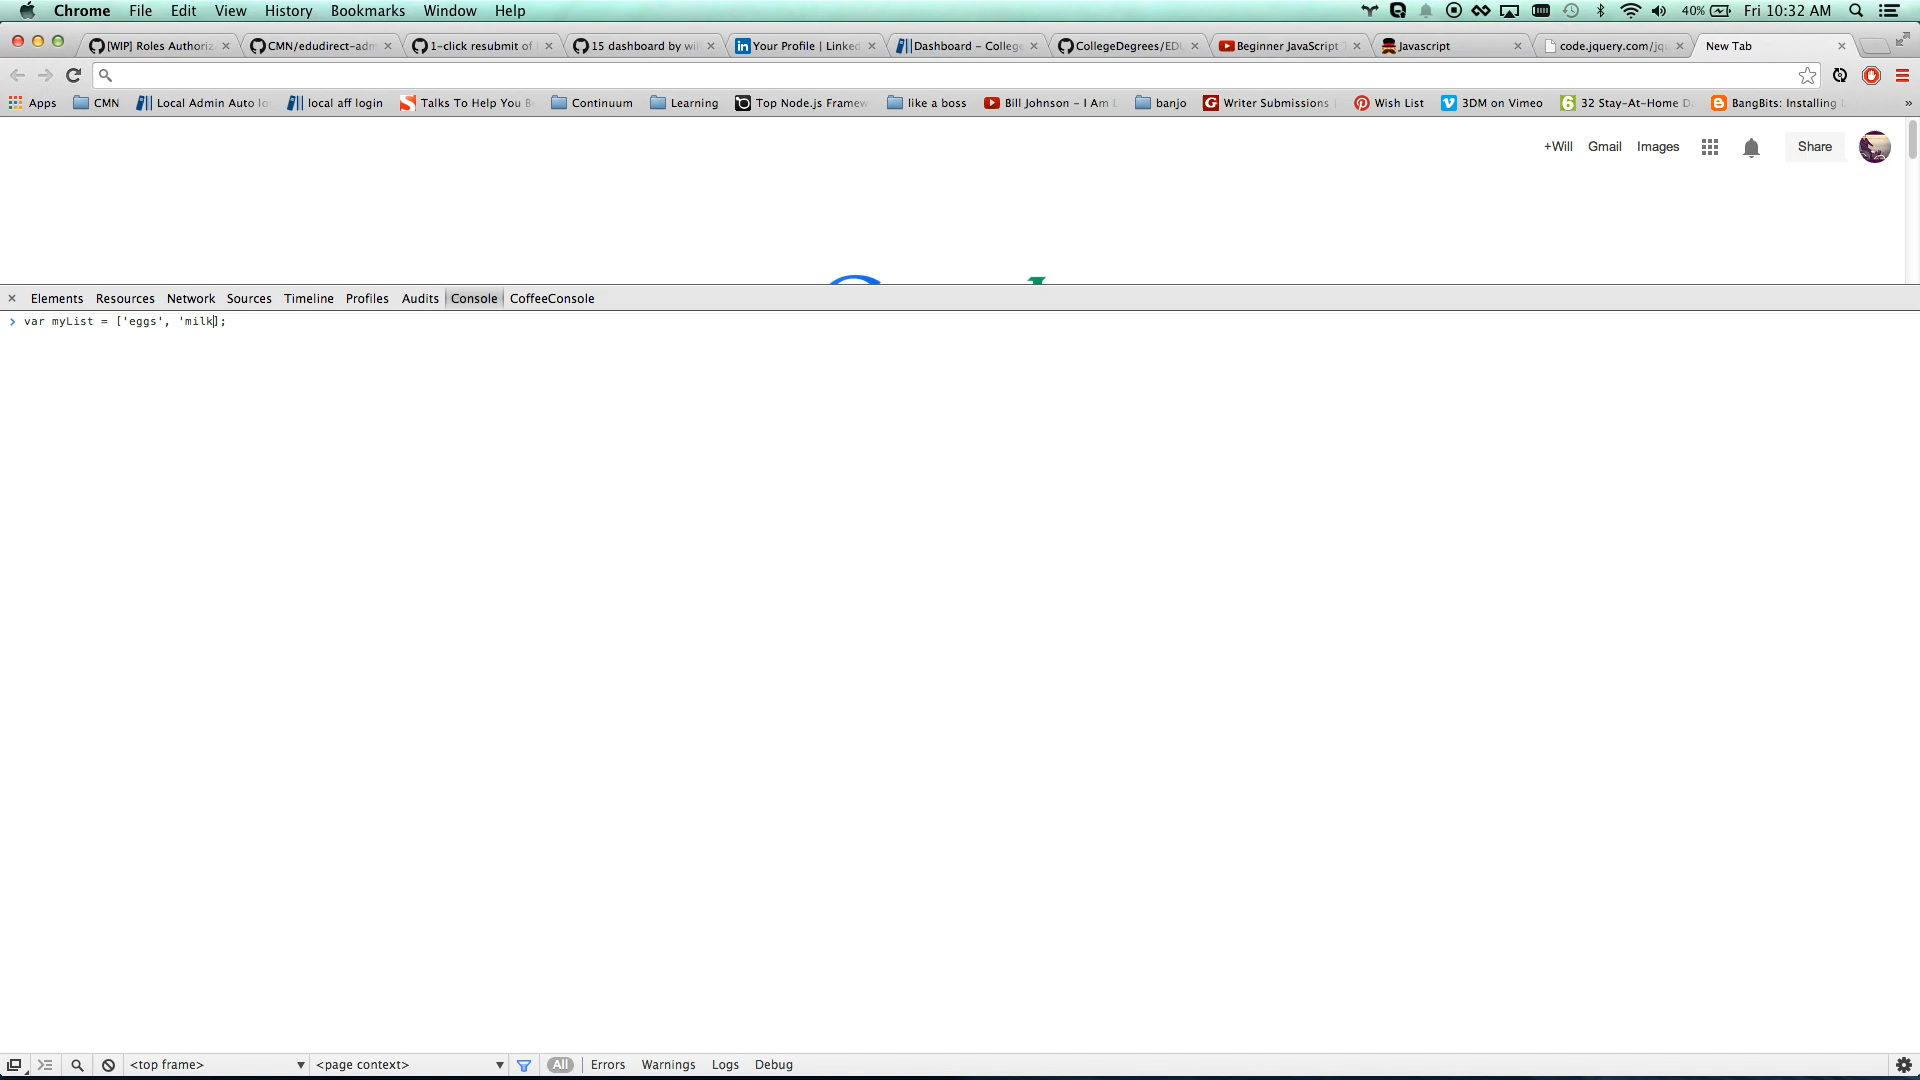 Chrome File Edit View History Bookmarks Window Help 40% Fri 10:32 AM
[WIP] Roles Authoriz CMN/edudirect-adm 1-click resubmit of 15 dashboard by wil Your Profile | Linked Dashboard – College CollegeDegrees/EDU Beginner JavaScript Javascript code.jquery.com/jq New Tab
Apps CMN Local Admin Auto lo local aff login Talks To Help You B Continuum Learning Top Node.js Framew like a boss Bill Johnson – I Am banjo Writer Submissions Wish List 3DM on Vimeo 32 Stay-At-Home D BangBits: Installing »
+Will Gmail Images Share
Elements Resources Network Sources Timeline Profiles Audits Console CoffeeConsole
> var myList = ['eggs', 'milk];
<top frame> <page context> All Errors Warnings Logs Debug